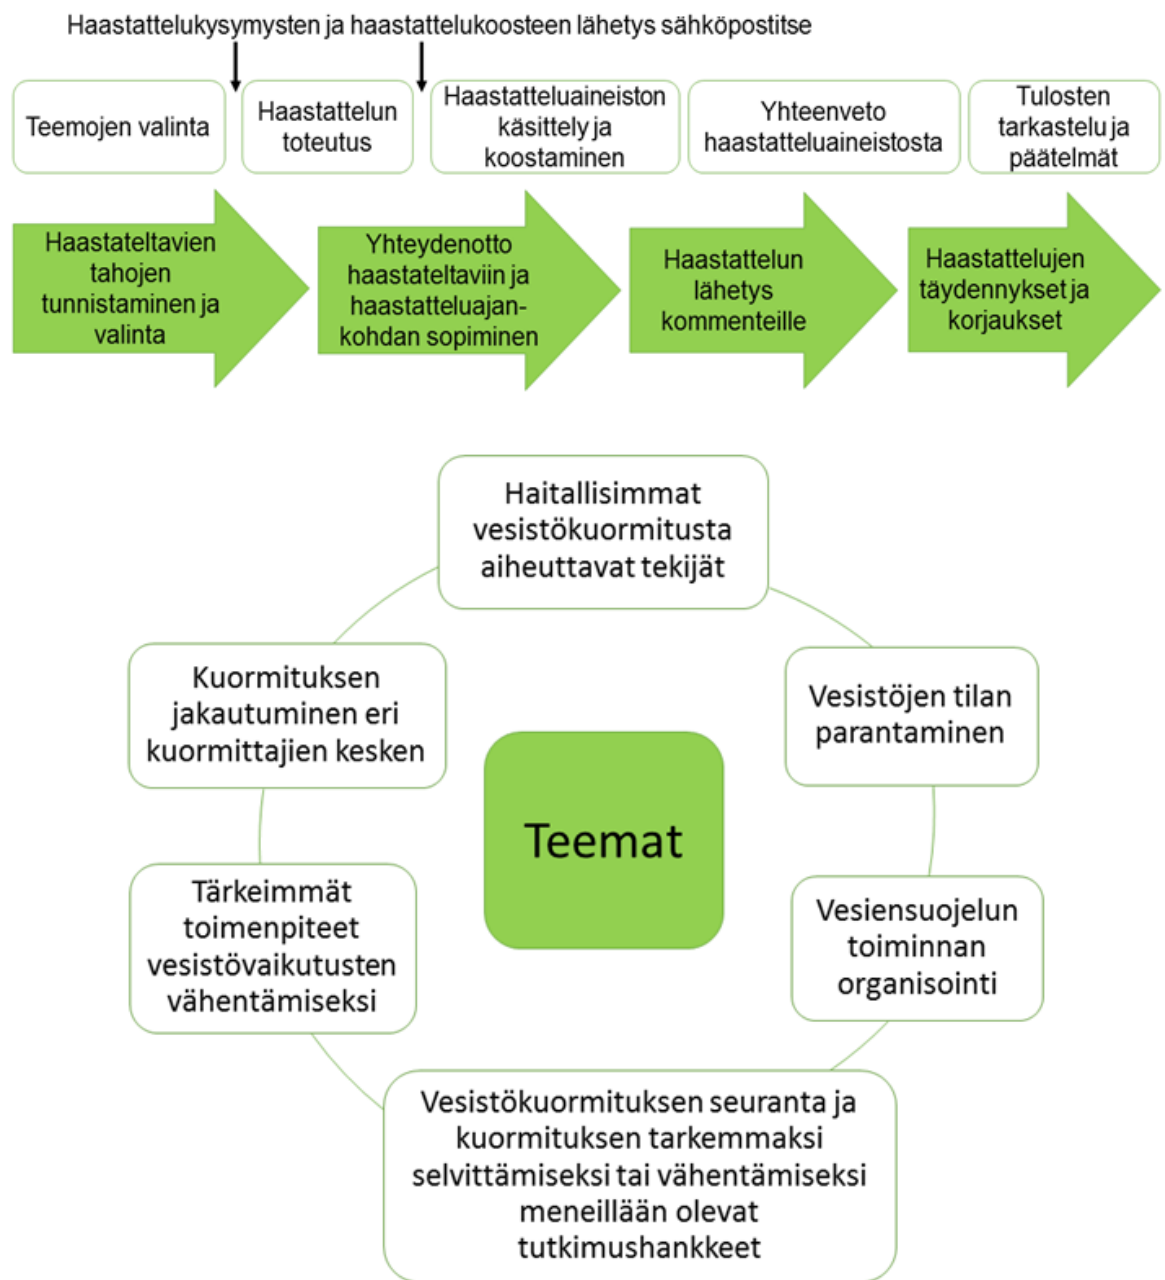 Haastattelukysymysten ja haastattelukoosteen lähetys sähköpostitse
Teemojen valinta
Haastattelun
toteutus
Haastatteluaineiston
käsittely ja
koostaminen
Yhteenveto
haastatteluaineistosta
Tulosten
tarkastelu ja
päätelmät
Haastateltavien
tahojen
tunnistaminen ja
valinta
Yhteydenotto
haastateltaviin ja
haastatteluajan-
kohdan sopiminen
Haastattelun
lähetys
kommenteille
Haastattelujen
täydennykset ja
korjaukset
Haitallisimmat
vesistökuormitusta
aiheuttavat tekijät
Kuormituksen
jakautuminen eri
kuormittajien kesken
Vesistöjen tilan
parantaminen
Teemat
Tärkeimmät
toimenpiteet
vesistövaikutusten
vähentämiseksi
Vesiensuojelun
toiminnan
organisointi
Vesistökuormituksen seuranta ja
kuormituksen tarkemmaksi
selvittämiseksi tai vähentämiseksi
meneillään olevat
tutkimushankkeet